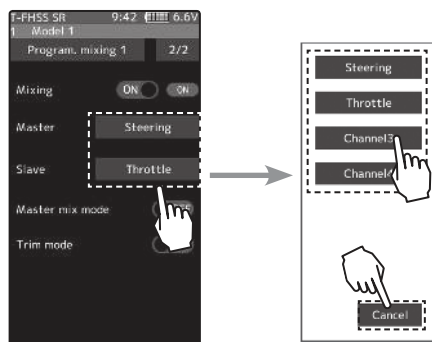 T-FHSS SR 9:42 6.6V
1 Model 1
Program. mixing 1 2/2
Mixing ON ON
Master Steering
Slave Throttle
Master mix mode
Trim mode
Steering
Throttle
Channel3
Channel4
Cancel